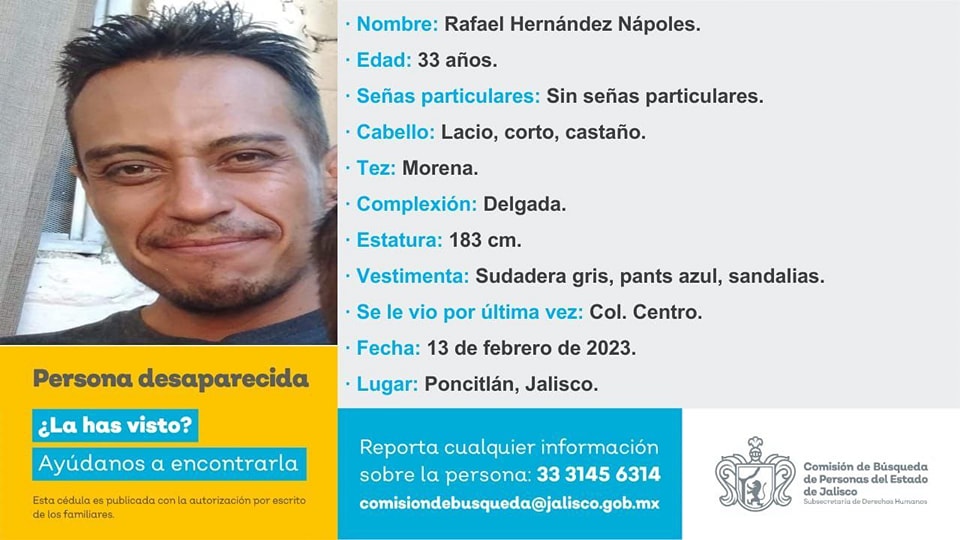 · Nombre: Rafael Hernández Nápoles.
· Edad: 33 años.
· Señas particulares: Sin señas particulares.
· Cabello: Lacio, corto, castaño.
· Tez: Morena.
· Complexión: Delgada.
· Estatura: 183 cm.
· Vestimenta: Sudadera gris, pants azul, sandalias.
· Se le vio por última vez: Col. Centro.
· Fecha: 13 de febrero de 2023.
· Lugar: Poncitlán, Jalisco.
Persona desaparecida
¿La has visto?
Ayúdanos a encontrarla
Esta cédula es publicada con la autorización por escrito
de los familiares.
Reporta cualquier información
sobre la persona: 33 3145 6314
comisiondebusqueda@jalisco.gob.mx
Comisión de Búsqueda
de Personas del Estado
de Jalisco
Subsecretaría de Derechos Humanos